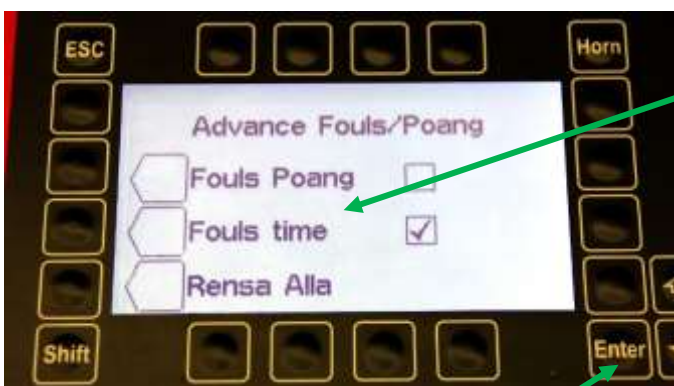 ESC
Horn
Advance Fouls/Poang
Fouls Poang
Fouls time
Rensa Alla
Shift
Enter